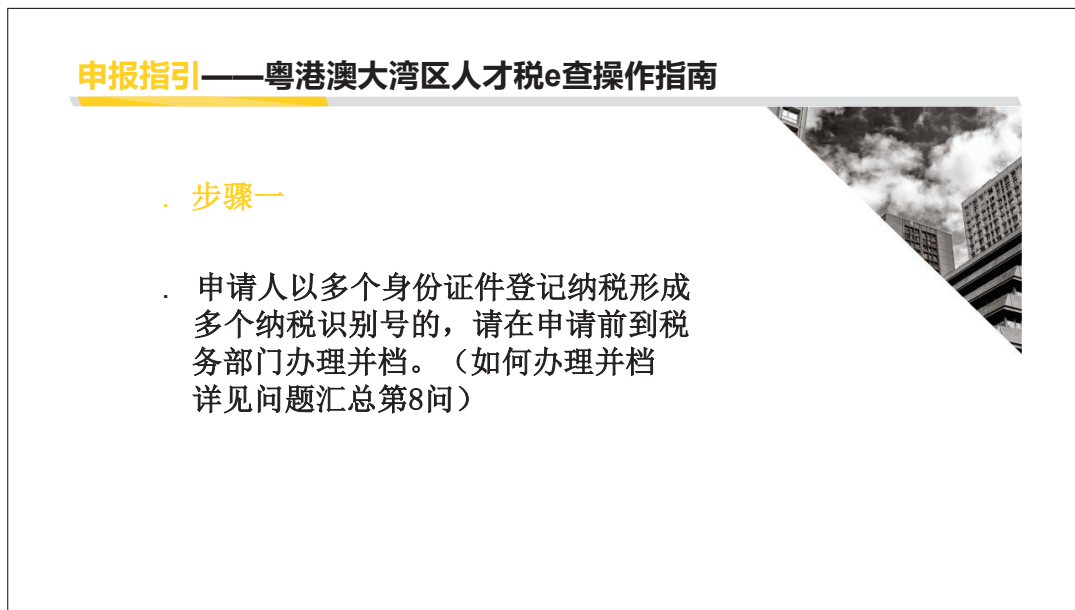 申报指引——粤港澳大湾区人才税e查操作指南
. 步骤一
. 申请人以多个身份证件登记纳税形成
多个纳税识别号的，请在申请前到税
务部门办理并档。（如何办理并档
详见问题汇总第8问）